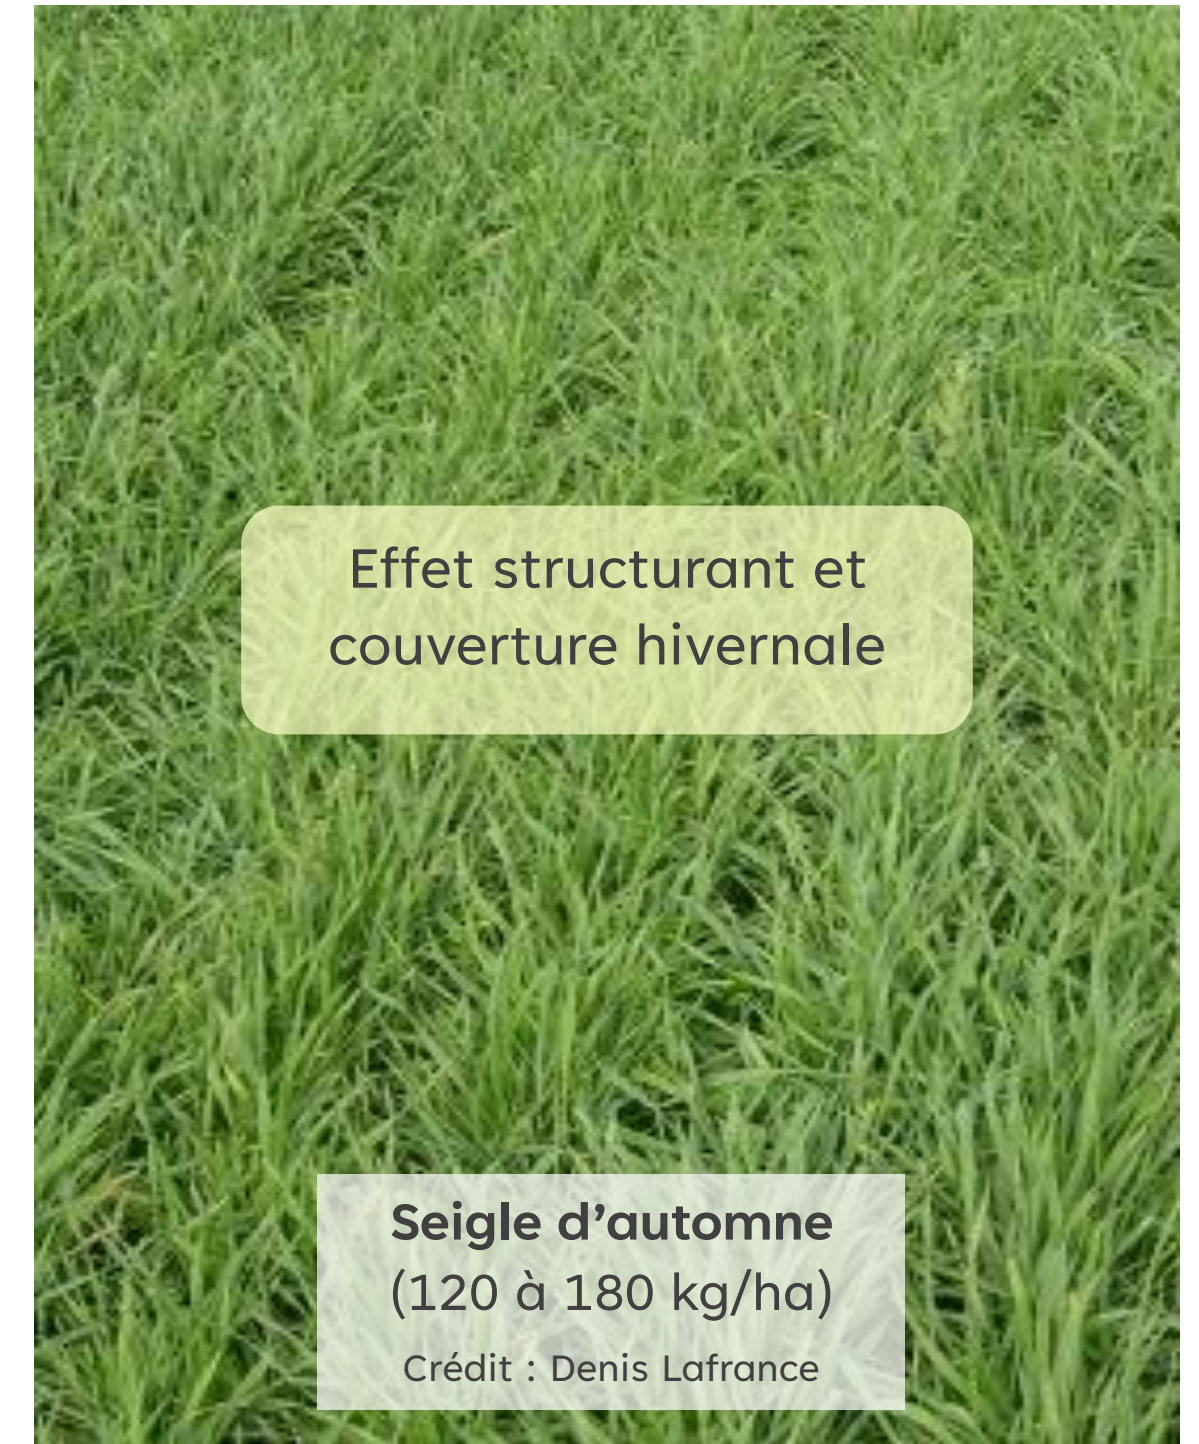 Effet structurant et
couverture hivernale
Seigle d’automne
(120 à 180 kg/ha)
Crédit : Denis Lafrance